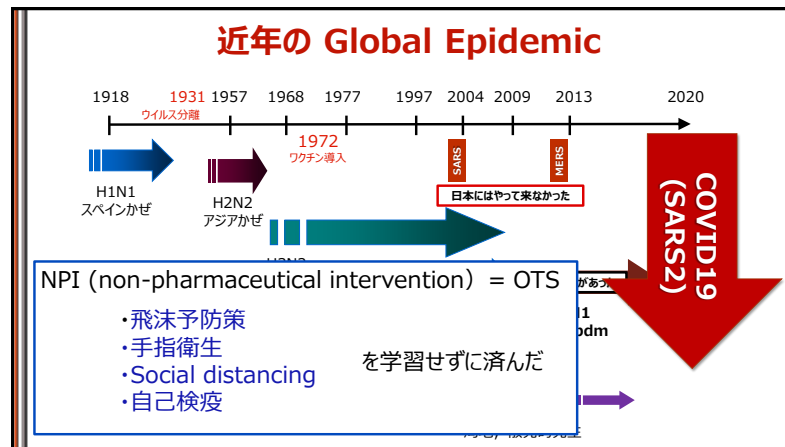 近年の Global Epidemic
1918
1931
1957
1968
1977
1997
2004
2009
2013
2020
ウイルス分離
1972
ワクチン導入
SARS
MERS
日本にはやって来なかった
H1N1
スペインかぜ
H2N2
アジアかぜ
COVID19
(SARS2)
NPI (non-pharmaceutical intervention) = OTS
・飛沫予防策
・手指衛生
・Social distancing
・自己検疫
を学習せずに済んだ